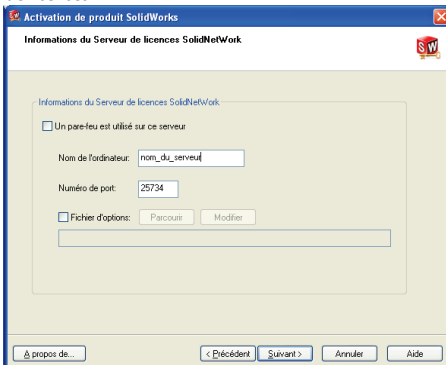 Activation de produit SolidWorks
Informations du Serveur de licences SolidNetWork
SW
Informations du Serveur de licences SolidNetWork
Un pare-feu est utilisé sur ce serveur
Nom de l'ordinateur: nom_du_serveur
Numéro de port: 25734
Fichier d'options: Parcourir Modifier
A propos de... < Précédent Suivant > Annuler Aide